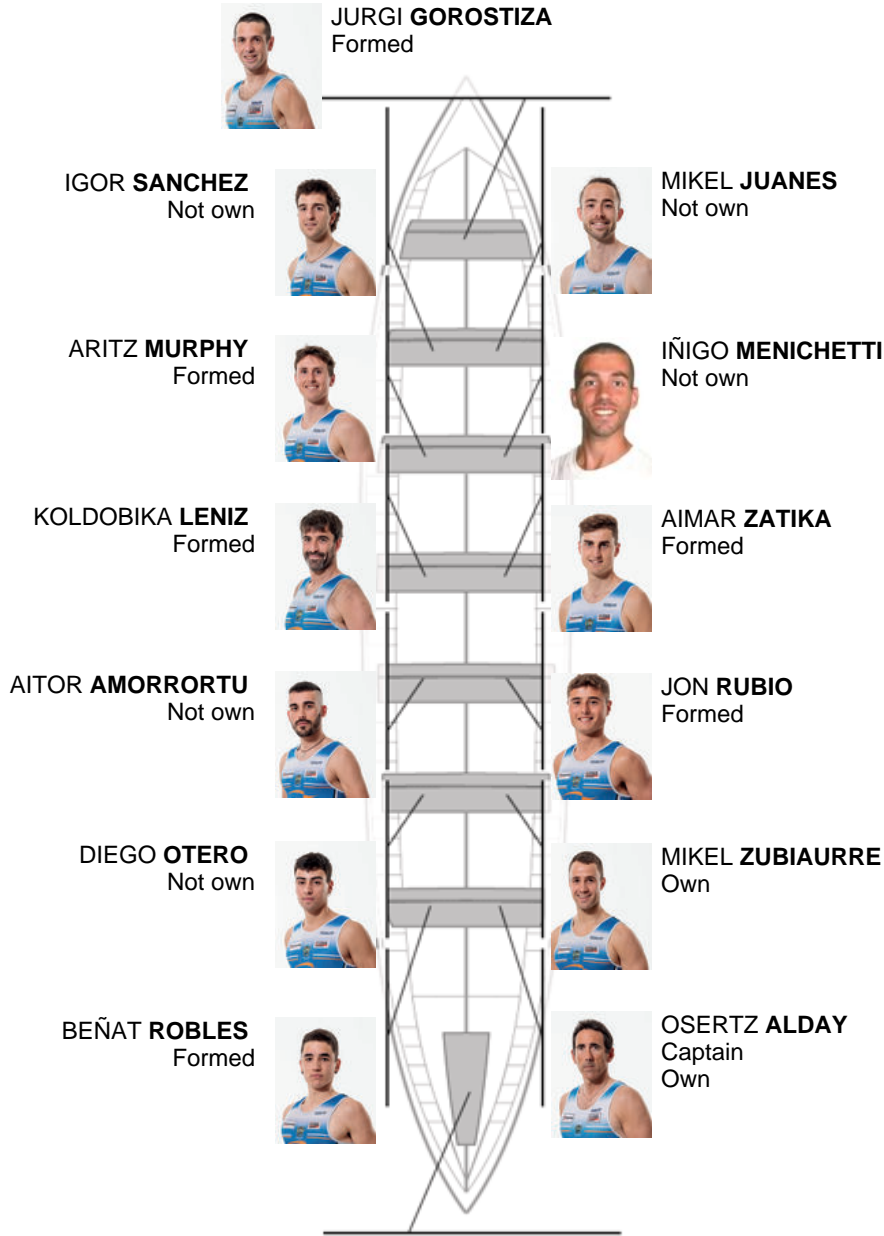 JURGI GOROSTIZA
Formed
IGOR SANCHEZ
Not own
MIKEL JUANES
Not own
ARITZ MURPHY
Formed
IÑIGO MENICHETTI
Not own
KOLDOBIKA LENIZ
Formed
AIMAR ZATIKA
Formed
AITOR AMORRORTU
Not own
JON RUBIO
Formed
DIEGO OTERO
Not own
MIKEL ZUBIAURRE
Own
BEÑAT ROBLES
Formed
OSERTZ ALDAY
Captain
Own